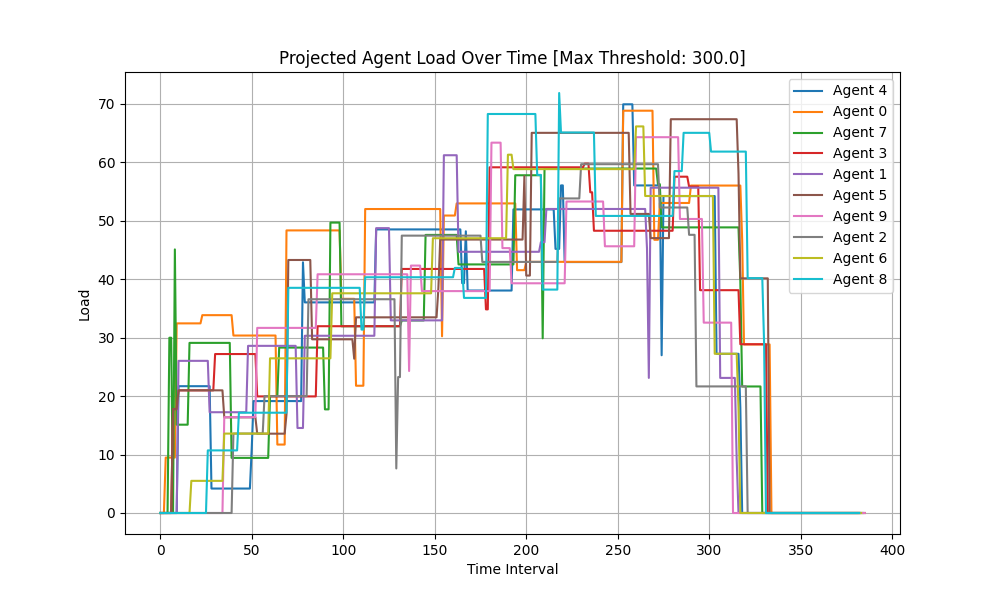 Projected Agent Load Over Time [Max Threshold: 300.0]
Load
70
60
50
40
30
20
10
0
Agent 4
Agent 0
Agent 7
Agent 3
Agent 1
Agent 5
Agent 9
Agent 2
Agent 6
Agent 8
0 50 100 150 200 250 300 350 400
Time Interval